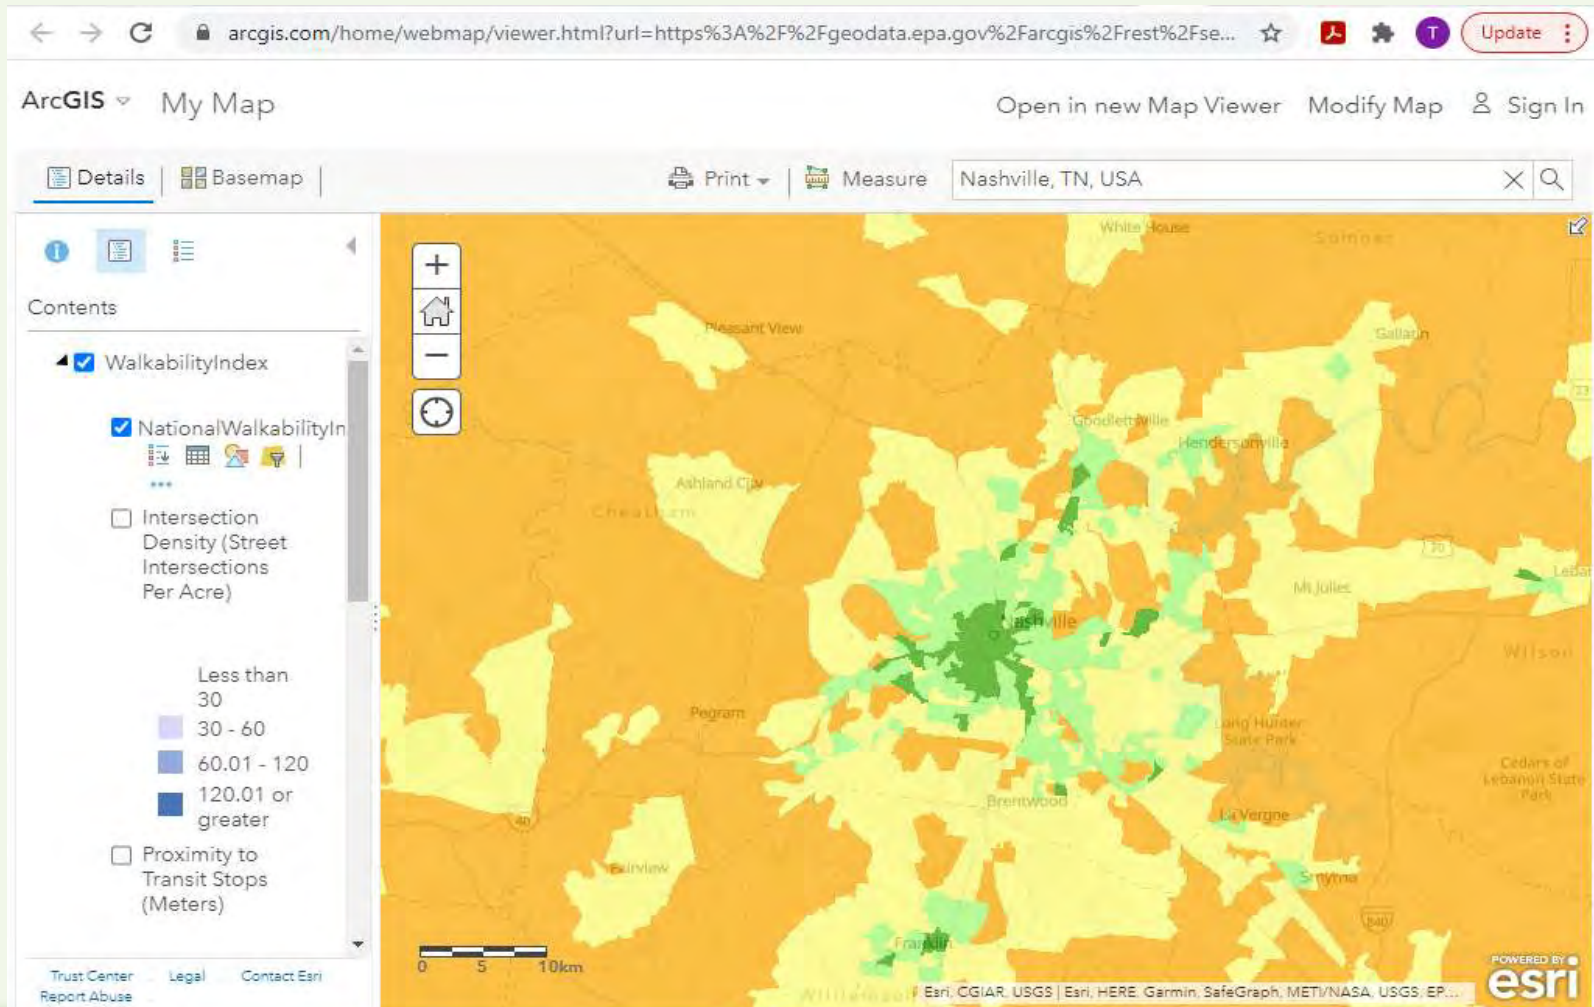 arcgis.com/home/webmap/viewer.html?url=https%3A%2F%2Fgeodata.epa.gov%2Farcgis%2Frest%2Fse...
T
Update
ArcGIS
My Map
Open in new Map Viewer
Modify Map
Sign In
Details
Basemap
Print
Measure
Nashville, TN, USA
Contents
WalkabilityIndex
NationalWalkabilityIn
Intersection
Density (Street
Intersections
Per Acre)
Less than
30
30 - 60
60.01 - 120
120.01 or
greater
Proximity to
Transit Stops
(Meters)
Trust Center
Legal
Contact Esri
Report Abuse
White House
Sumner
Pleasant View
Gallatin
Goodlettsville
Hendersonville
Ashland City
Cheatham
70
Mt Juliet
Nashville
Wilson
Pegram
Long Hunter
State Park
Cedars of
Lebanon State
Park
Brentwood
La Vergne
40
Fairview
Smyrna
840
Franklin
Williamson
0 5 10km
Esri, CGIAR, USGS | Esri, HERE, Garmin, SafeGraph, METI/NASA, USGS, EP...
POWERED BY
esri